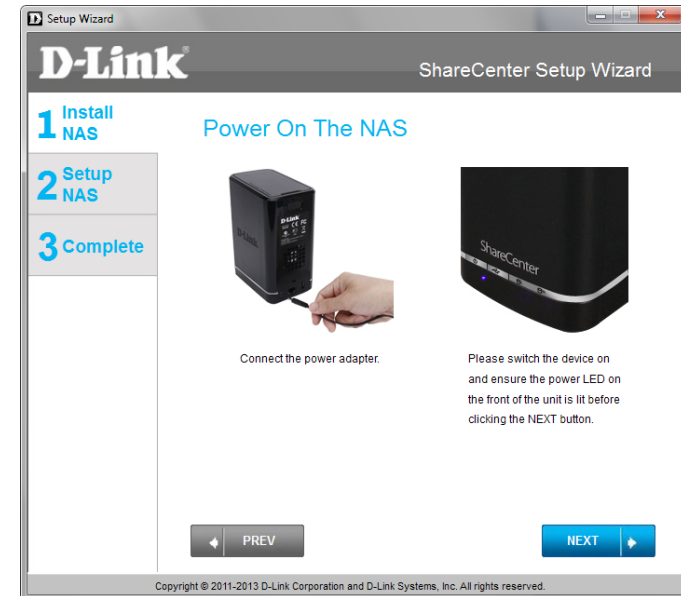 Setup Wizard
D-Link®
ShareCenter Setup Wizard
1 Install
NAS
2 Setup
NAS
3 Complete
Power On The NAS
D-Link
D-Link
ShareCenter
Connect the power adapter.
Please switch the device on
and ensure the power LED on
the front of the unit is lit before
clicking the NEXT button.
PREV
NEXT
Copyright © 2011-2013 D-Link Corporation and D-Link Systems, Inc. All rights reserved.